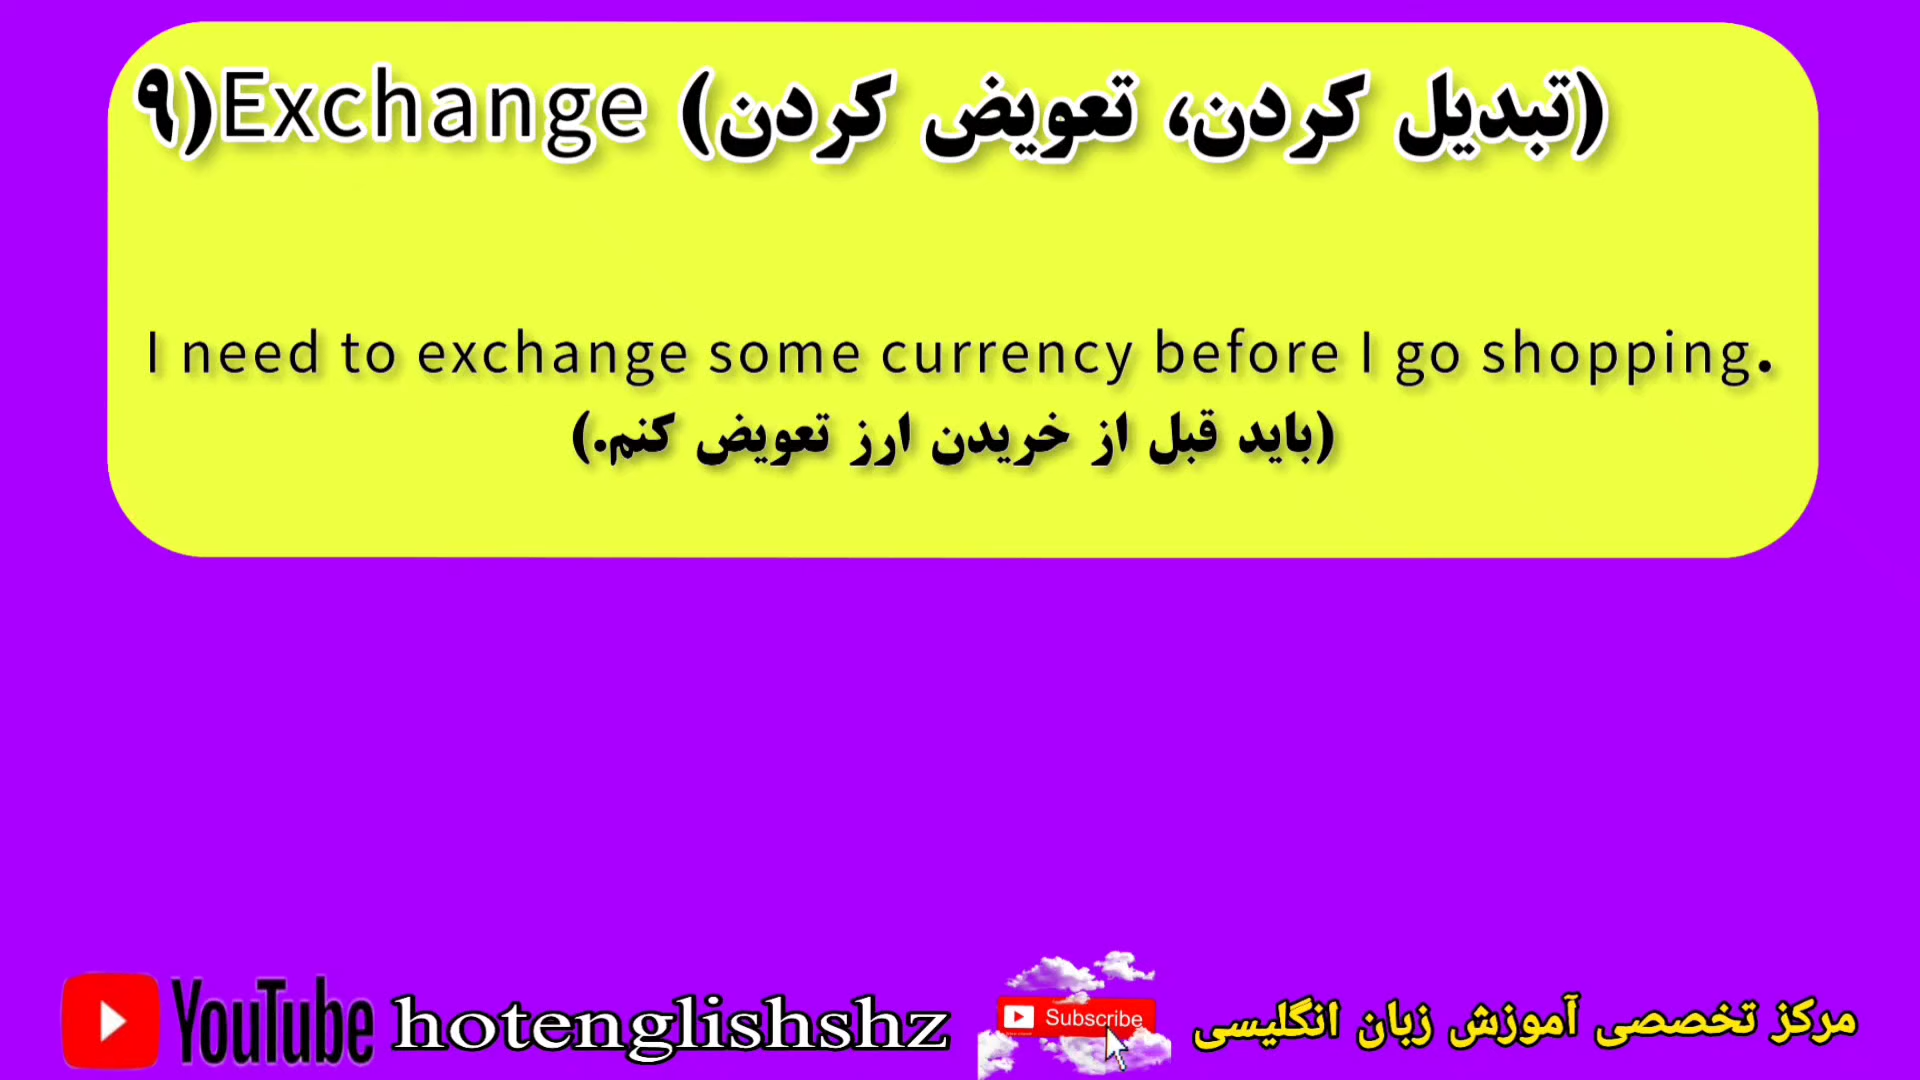 ۹)Exchange (تبدیل کردن، تعویض کردن)
I need to exchange some currency before I go shopping.
(باید قبل از خریدن ارز تعویض کنم.)
YouTube hotenglishshz Subscribe مرکز تخصصی آموزش زبان انگلیسی